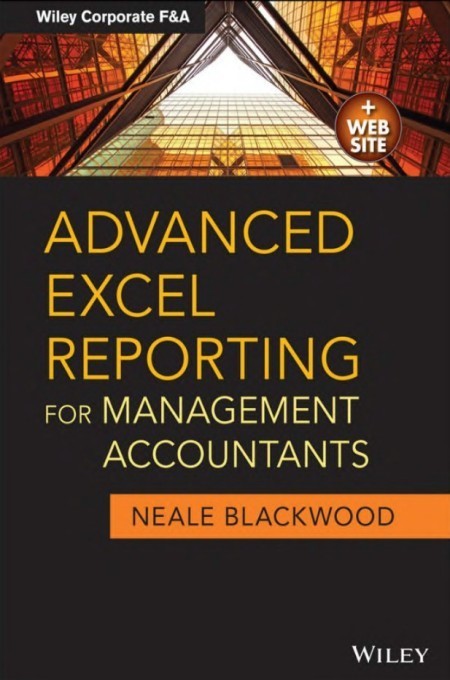 Wiley Corporate F&A
+
WEB
SITE
ADVANCED
EXCEL
REPORTING
FOR MANAGEMENT
ACCOUNTANTS
NEALE BLACKWOOD
WILEY